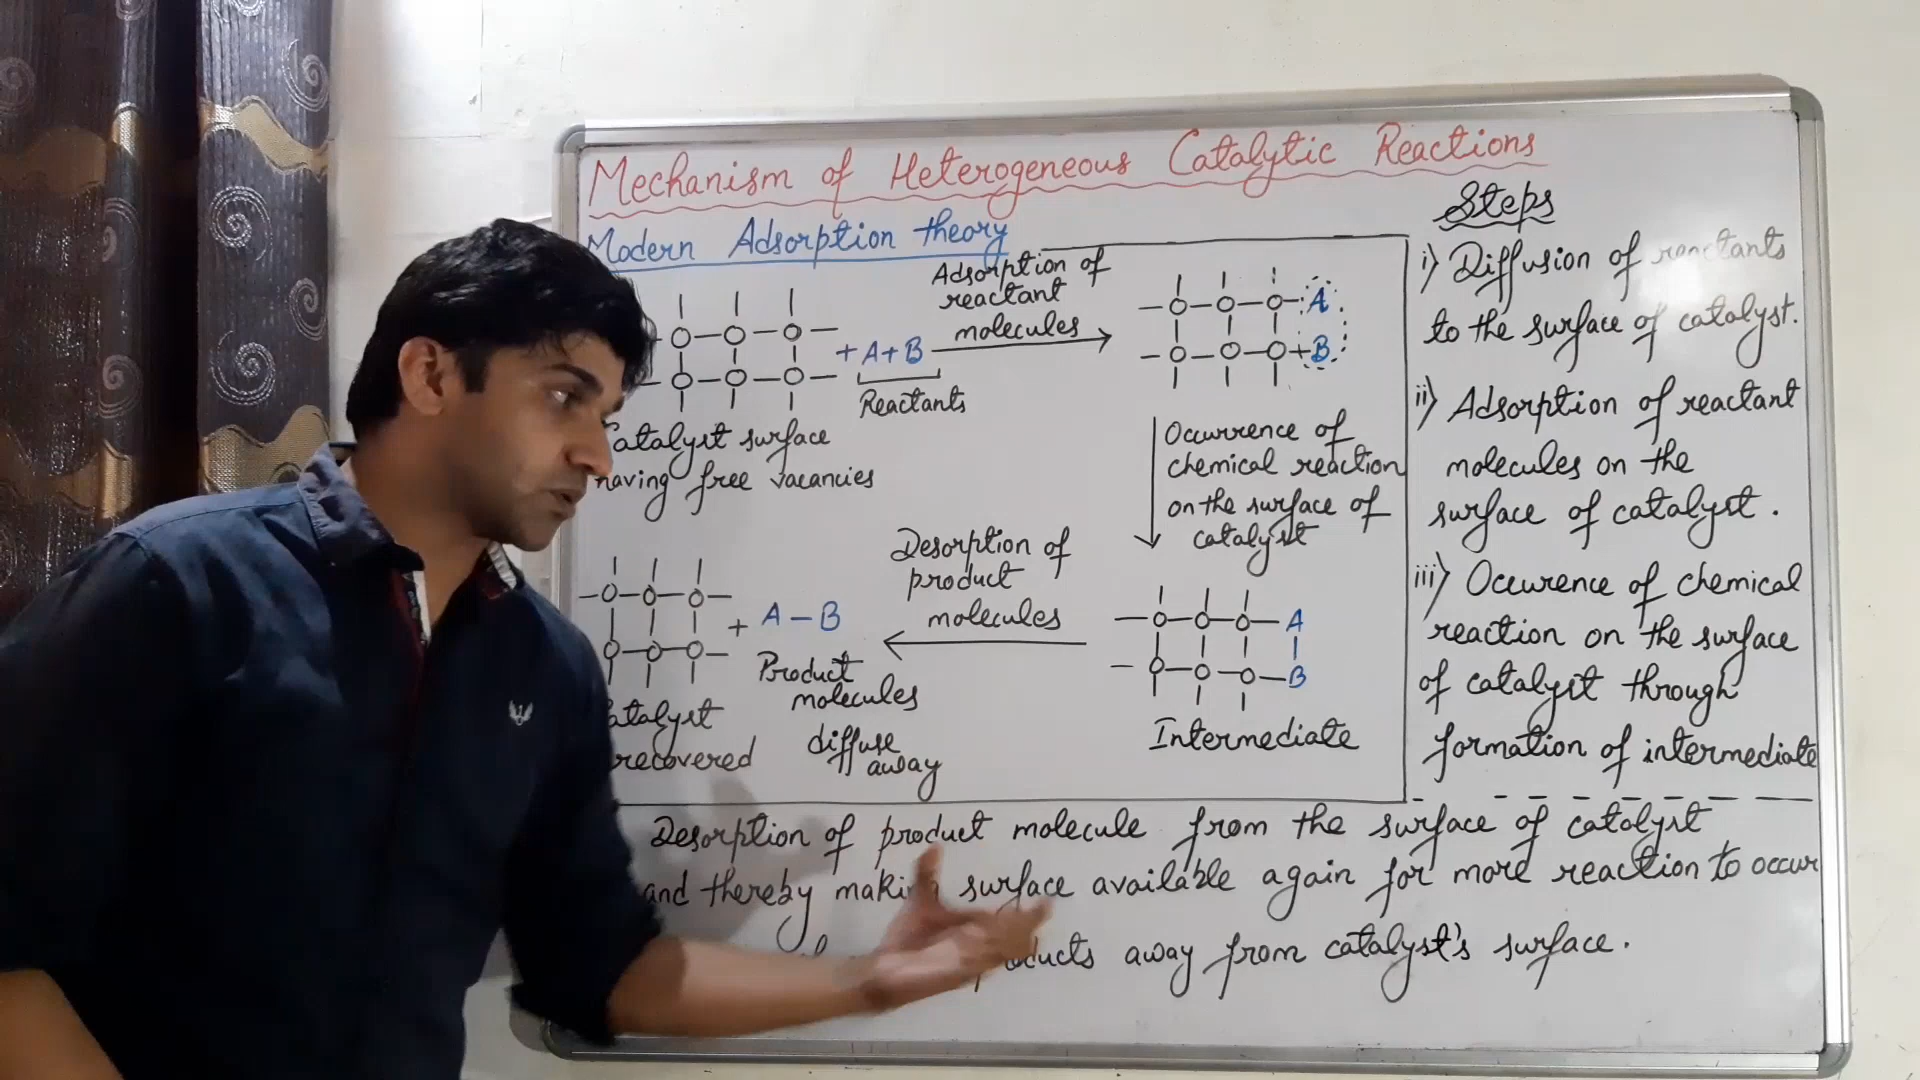 Mechanism of Heterogeneous Catalytic Reactions
Modern Adsorption theory
Adsorption of
reactant
molecules
+ A+B
Reactants
atalyst surface
having free vacancies
A
B
Occurrence of
chemical reaction
on the surface of
catalyst
A
B
Intermediate
Desorption of
product
molecules
+ A-B
Product
molecules
diffuse
away
atalyst
recovered
Steps
i) Diffusion of reactants
to the surface of catalyst.
ii) Adsorption of reactant
molecules on the
surface of catalyst.
iii) Occurence of chemical
reaction on the surface
of catalyst through
formation of intermediate
Desorption of product molecule from the surface of catalyst
and thereby makin surface available again for more reaction to occur
oducts away from catalyst's surface.